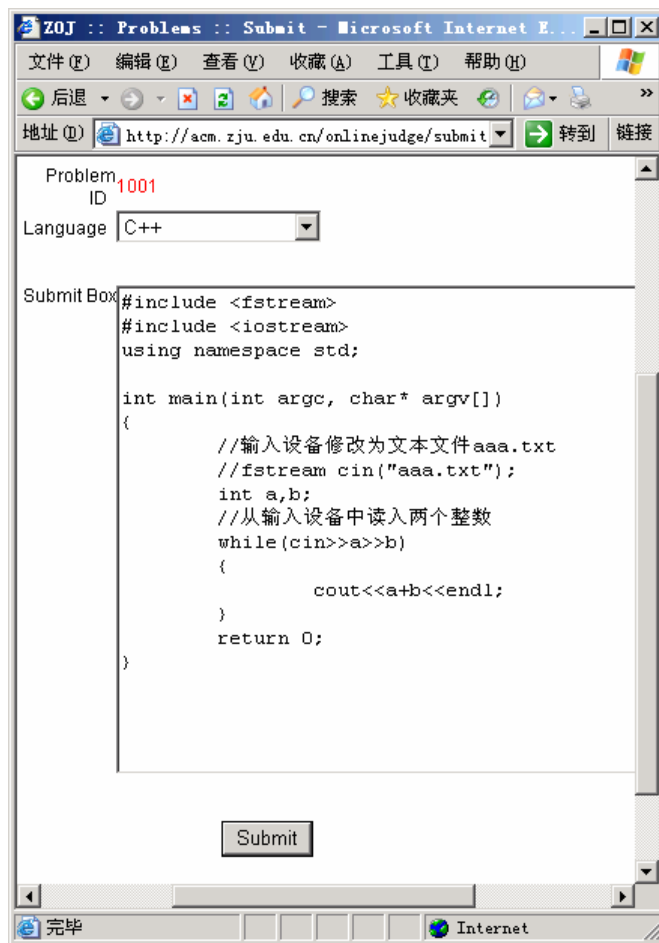 ZOJ :: Problems :: Submit - Microsoft Internet E...
文件(F) 编辑(E) 查看(V) 收藏(A) 工具(T) 帮助(H)
后退 搜索 收藏夹 »
地址(D) http://acm.zju.edu.cn/onlinejudge/submit 转到 链接
Problem
ID
1001
Language C++
Submit Box
#include <fstream>
#include <iostream>
using namespace std;
int main(int argc, char* argv[])
{
//输入设备修改为文本文件aaa.txt
//fstream cin("aaa.txt");
int a,b;
//从输入设备中读入两个整数
while(cin>>a>>b)
{
cout<<a+b<<endl;
}
return 0;
}
Submit
完毕 Internet